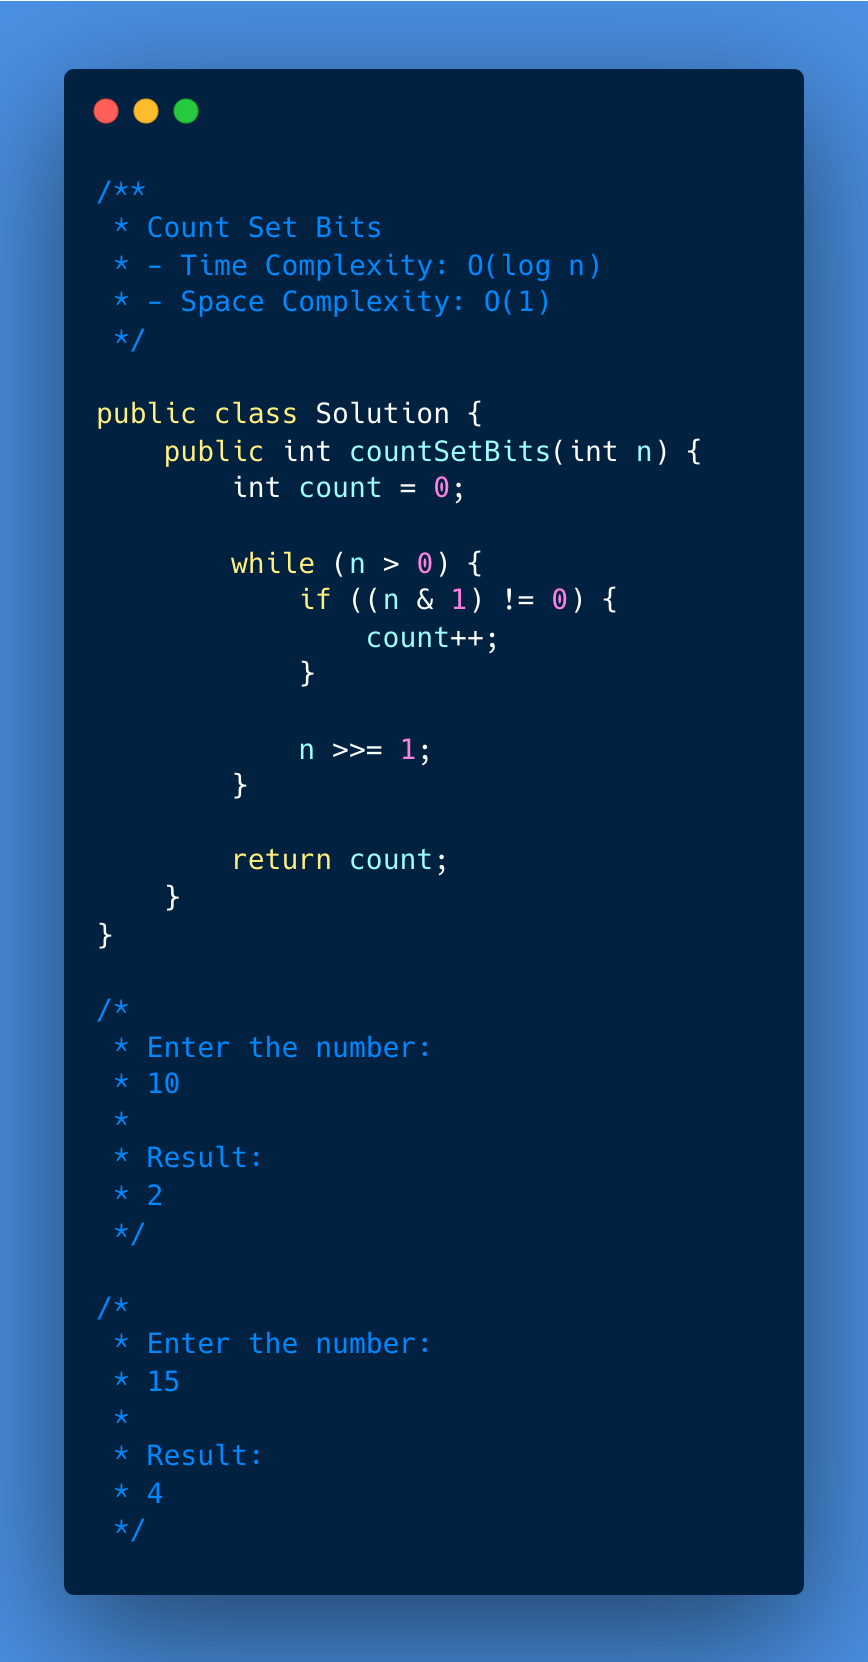 /**
 * Count Set Bits
 * - Time Complexity: O(log n)
 * - Space Complexity: O(1)
 */

public class Solution {
    public int countSetBits(int n) {
        int count = 0;

        while (n > 0) {
            if ((n & 1) != 0) {
                count++;
            }

            n >>= 1;
        }

        return count;
    }
}

/*
 * Enter the number:
 * 10
 *
 * Result:
 * 2
 */

/*
 * Enter the number:
 * 15
 *
 * Result:
 * 4
 */